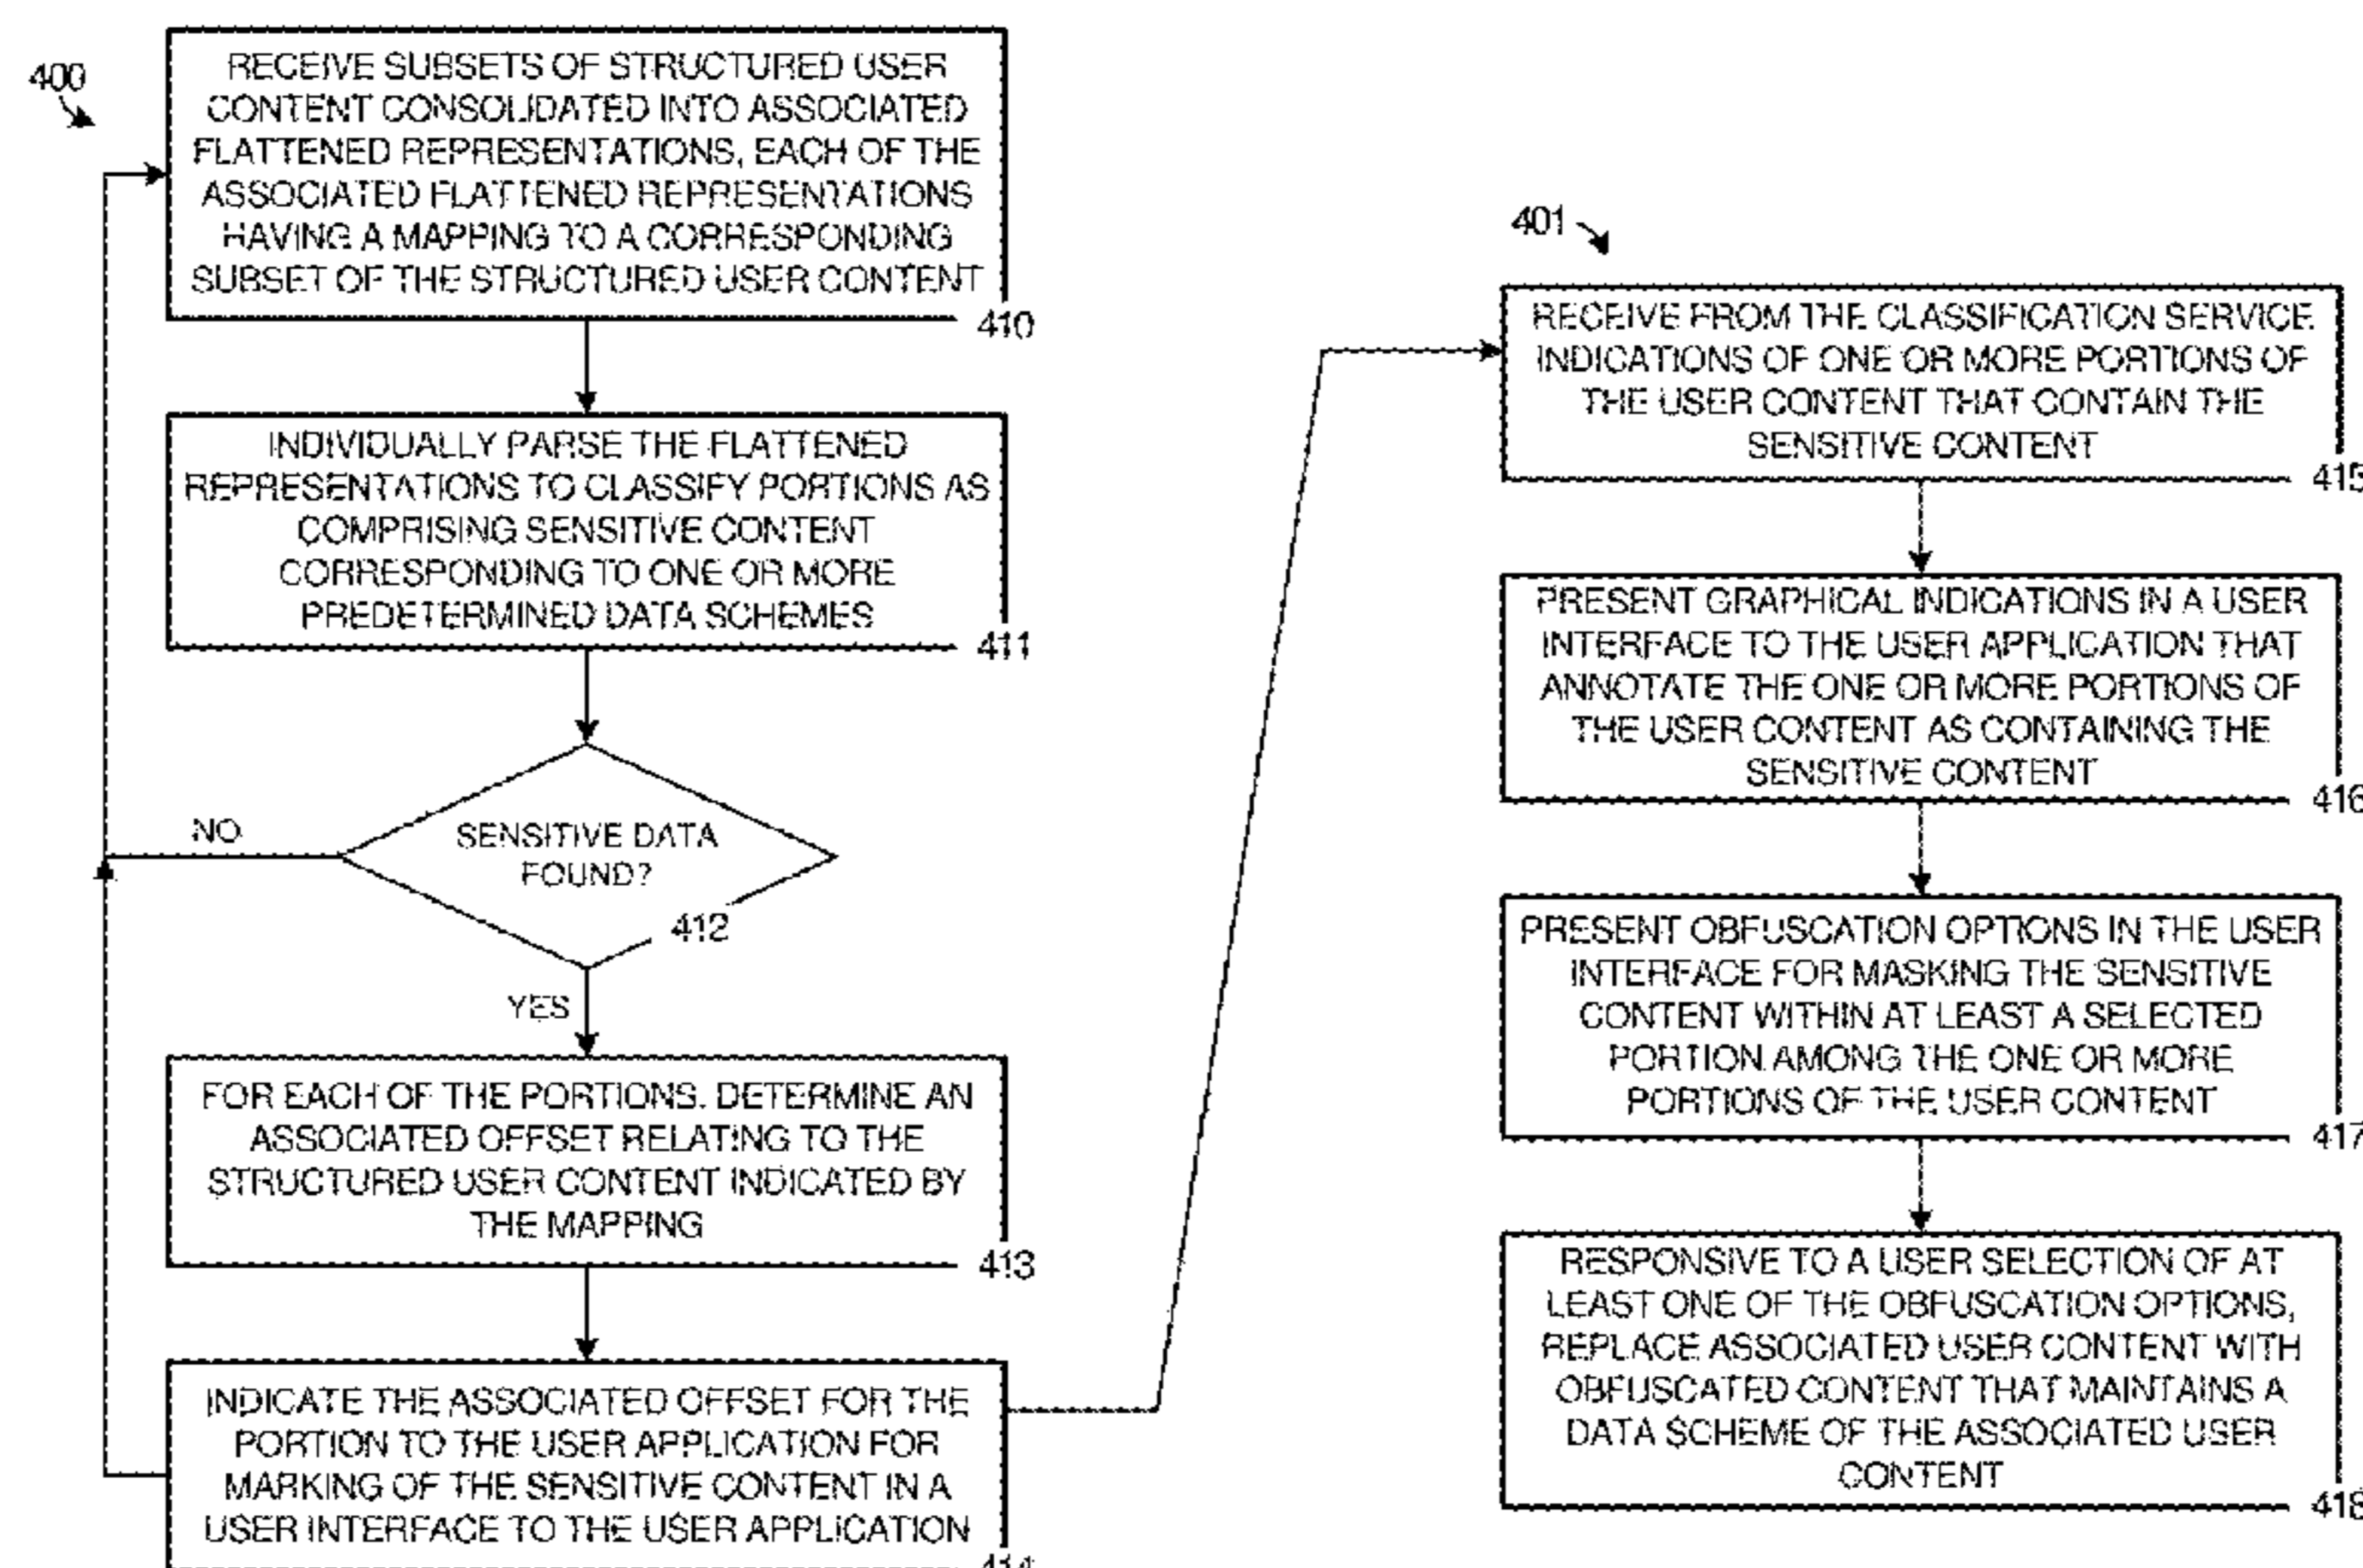 400
RECEIVE SUBSETS OF STRUCTURED USER
CONTENT CONSOLIDATED INTO ASSOCIATED
FLATTENED REPRESENTATIONS, EACH OF THE
ASSOCIATED FLATTENED REPRESENTATIONS
HAVING A MAPPING TO A CORRESPONDING
SUBSET OF THE STRUCTURED USER CONTENT
410
INDIVIDUALLY PARSE THE FLATTENED
REPRESENTATIONS TO CLASSIFY PORTIONS AS
COMPRISING SENSITIVE CONTENT
CORRESPONDING TO ONE OR MORE
PREDETERMINED DATA SCHEMES
411
NO
SENSITIVE DATA
FOUND?
412
YES
FOR EACH OF THE PORTIONS, DETERMINE AN
ASSOCIATED OFFSET RELATING TO THE
STRUCTURED USER CONTENT INDICATED BY
THE MAPPING
413
INDICATE THE ASSOCIATED OFFSET FOR THE
PORTION TO THE USER APPLICATION FOR
MARKING OF THE SENSITIVE CONTENT IN A
USER INTERFACE TO THE USER APPLICATION
414
401
RECEIVE FROM THE CLASSIFICATION SERVICE
INDICATIONS OF ONE OR MORE PORTIONS OF
THE USER CONTENT THAT CONTAIN THE
SENSITIVE CONTENT
415
PRESENT GRAPHICAL INDICATIONS IN A USER
INTERFACE TO THE USER APPLICATION THAT
ANNOTATE THE ONE OR MORE PORTIONS OF
THE USER CONTENT AS CONTAINING THE
SENSITIVE CONTENT
416
PRESENT OBFUSCATION OPTIONS IN THE USER
INTERFACE FOR MASKING THE SENSITIVE
CONTENT WITHIN AT LEAST A SELECTED
PORTION AMONG THE ONE OR MORE
PORTIONS OF THE USER CONTENT
417
RESPONSIVE TO A USER SELECTION OF AT
LEAST ONE OF THE OBFUSCATION OPTIONS,
REPLACE ASSOCIATED USER CONTENT WITH
OBFUSCATED CONTENT THAT MAINTAINS A
DATA SCHEME OF THE ASSOCIATED USER
CONTENT
418